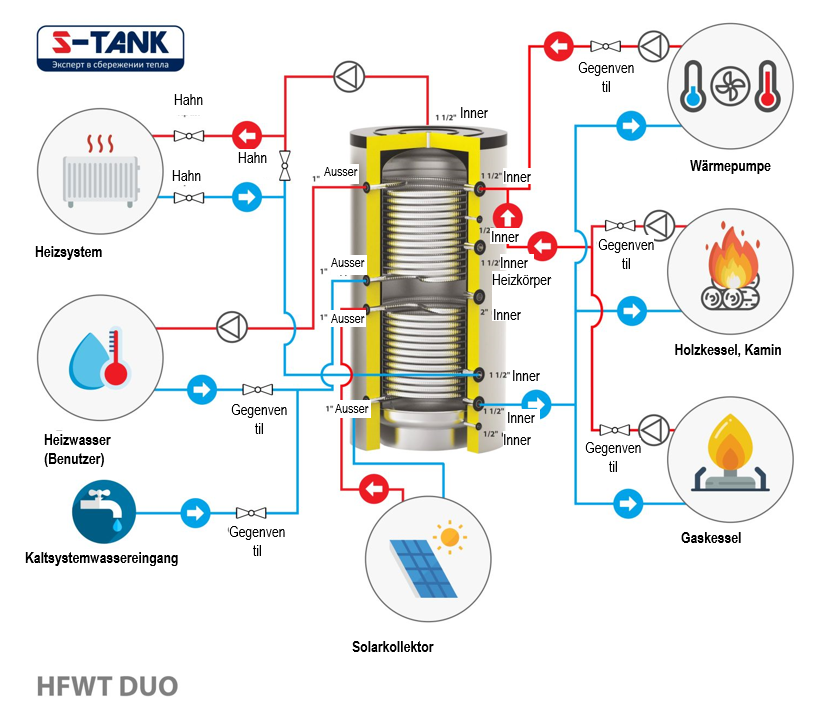 S-TANK
Эксперт в сбережении тепла
Hahn
Hahn
Hahn
Heizsystem
1 1/2" Inner
Ausser
1"
1 1/2" Inner
1/2"
Inner
1 1/2"
Inner
Heizkörper
Ausser
1"
2"
Inner
1"
Ausser
1 1/2" Inner
1" Ausser
1 1/2"
Inner
1/2"
Inner
Gegenven
til
Wärmepumpe
Gegenven
til
Holzkessel, Kamin
Gegenven
til
Gaskessel
Heizwasser
(Benutzer)
Gegenven
til
Gegenven
til
Kaltsystemwassereingang
Solarkollektor
HFWT DUO